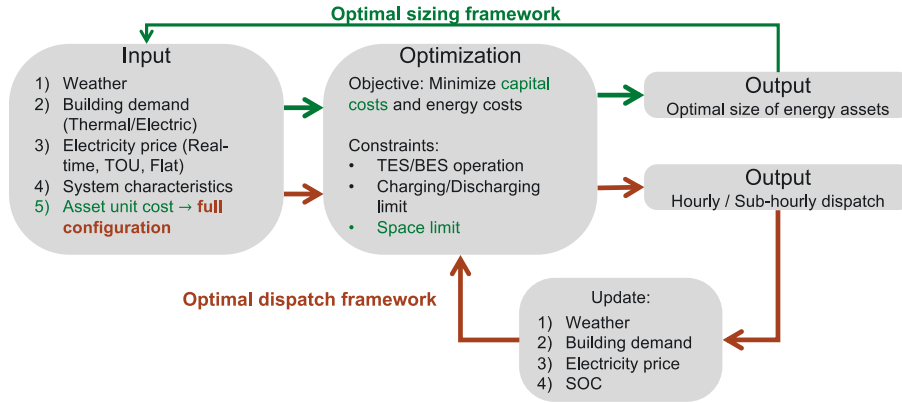 Optimal sizing framework
Input
1) Weather
2) Building demand
(Thermal/Electric)
3) Electricity price (Real-
time, TOU, Flat)
4) System characteristics
5) Asset unit cost → full
configuration
Optimization
Objective: Minimize capital
costs and energy costs
Constraints:
• TES/BES operation
• Charging/Discharging
limit
• Space limit
Output
Optimal size of energy assets
Output
Hourly / Sub-hourly dispatch
Optimal dispatch framework
Update:
1) Weather
2) Building demand
3) Electricity price
4) SOC